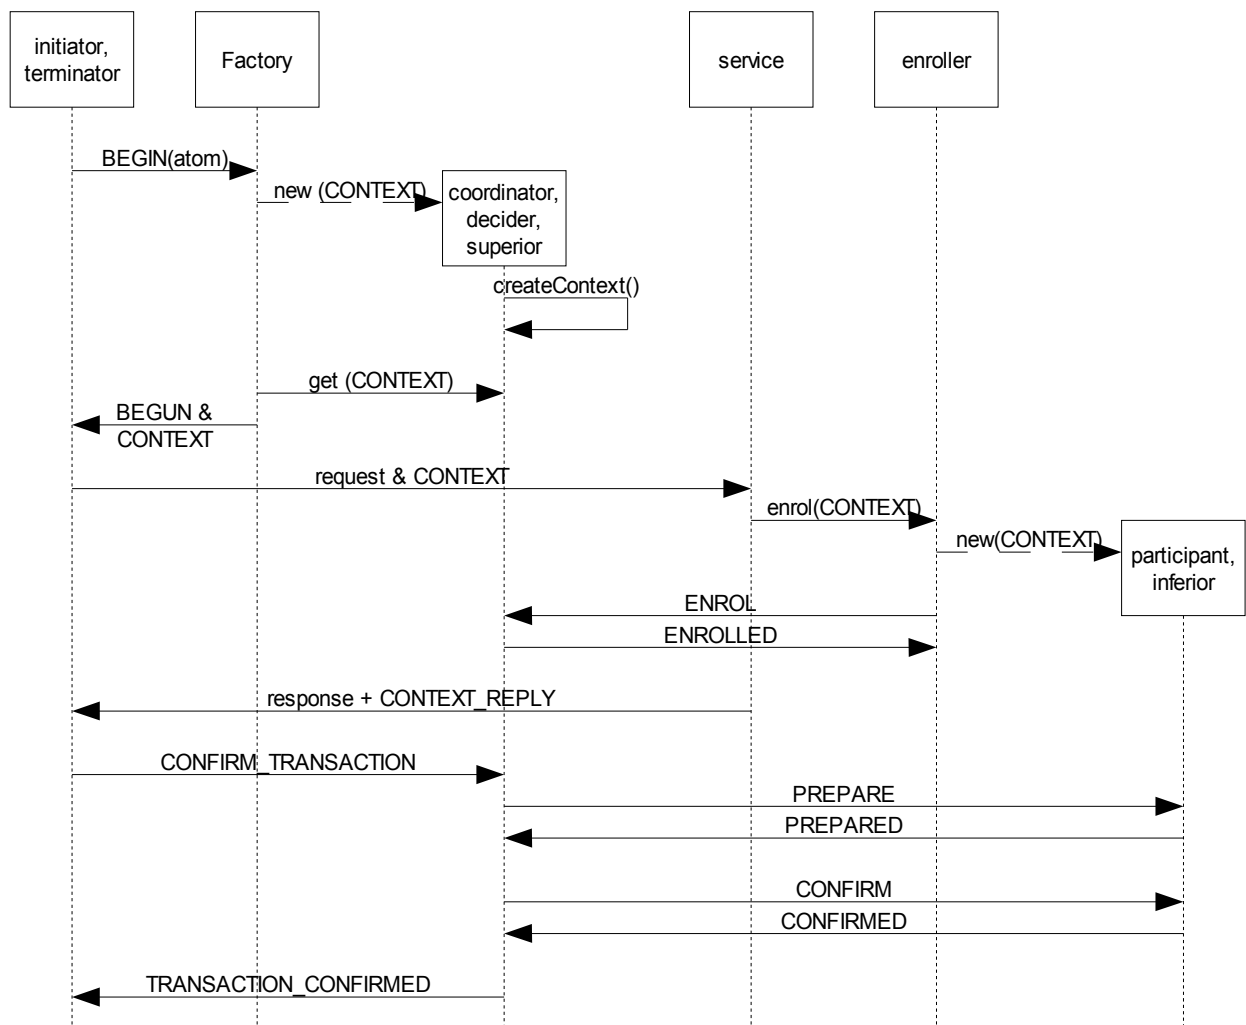 initiator,
terminator
Factory
service
enroller
BEGIN(atom)
new (CONTEXT)
coordinator,
decider,
superior
createContext()
get (CONTEXT)
BEGUN &
CONTEXT
request & CONTEXT
enrol(CONTEXT)
new(CONTEXT)
participant,
inferior
ENROL
ENROLLED
response + CONTEXT_REPLY
CONFIRM_TRANSACTION
PREPARE
PREPARED
CONFIRM
CONFIRMED
TRANSACTION_CONFIRMED